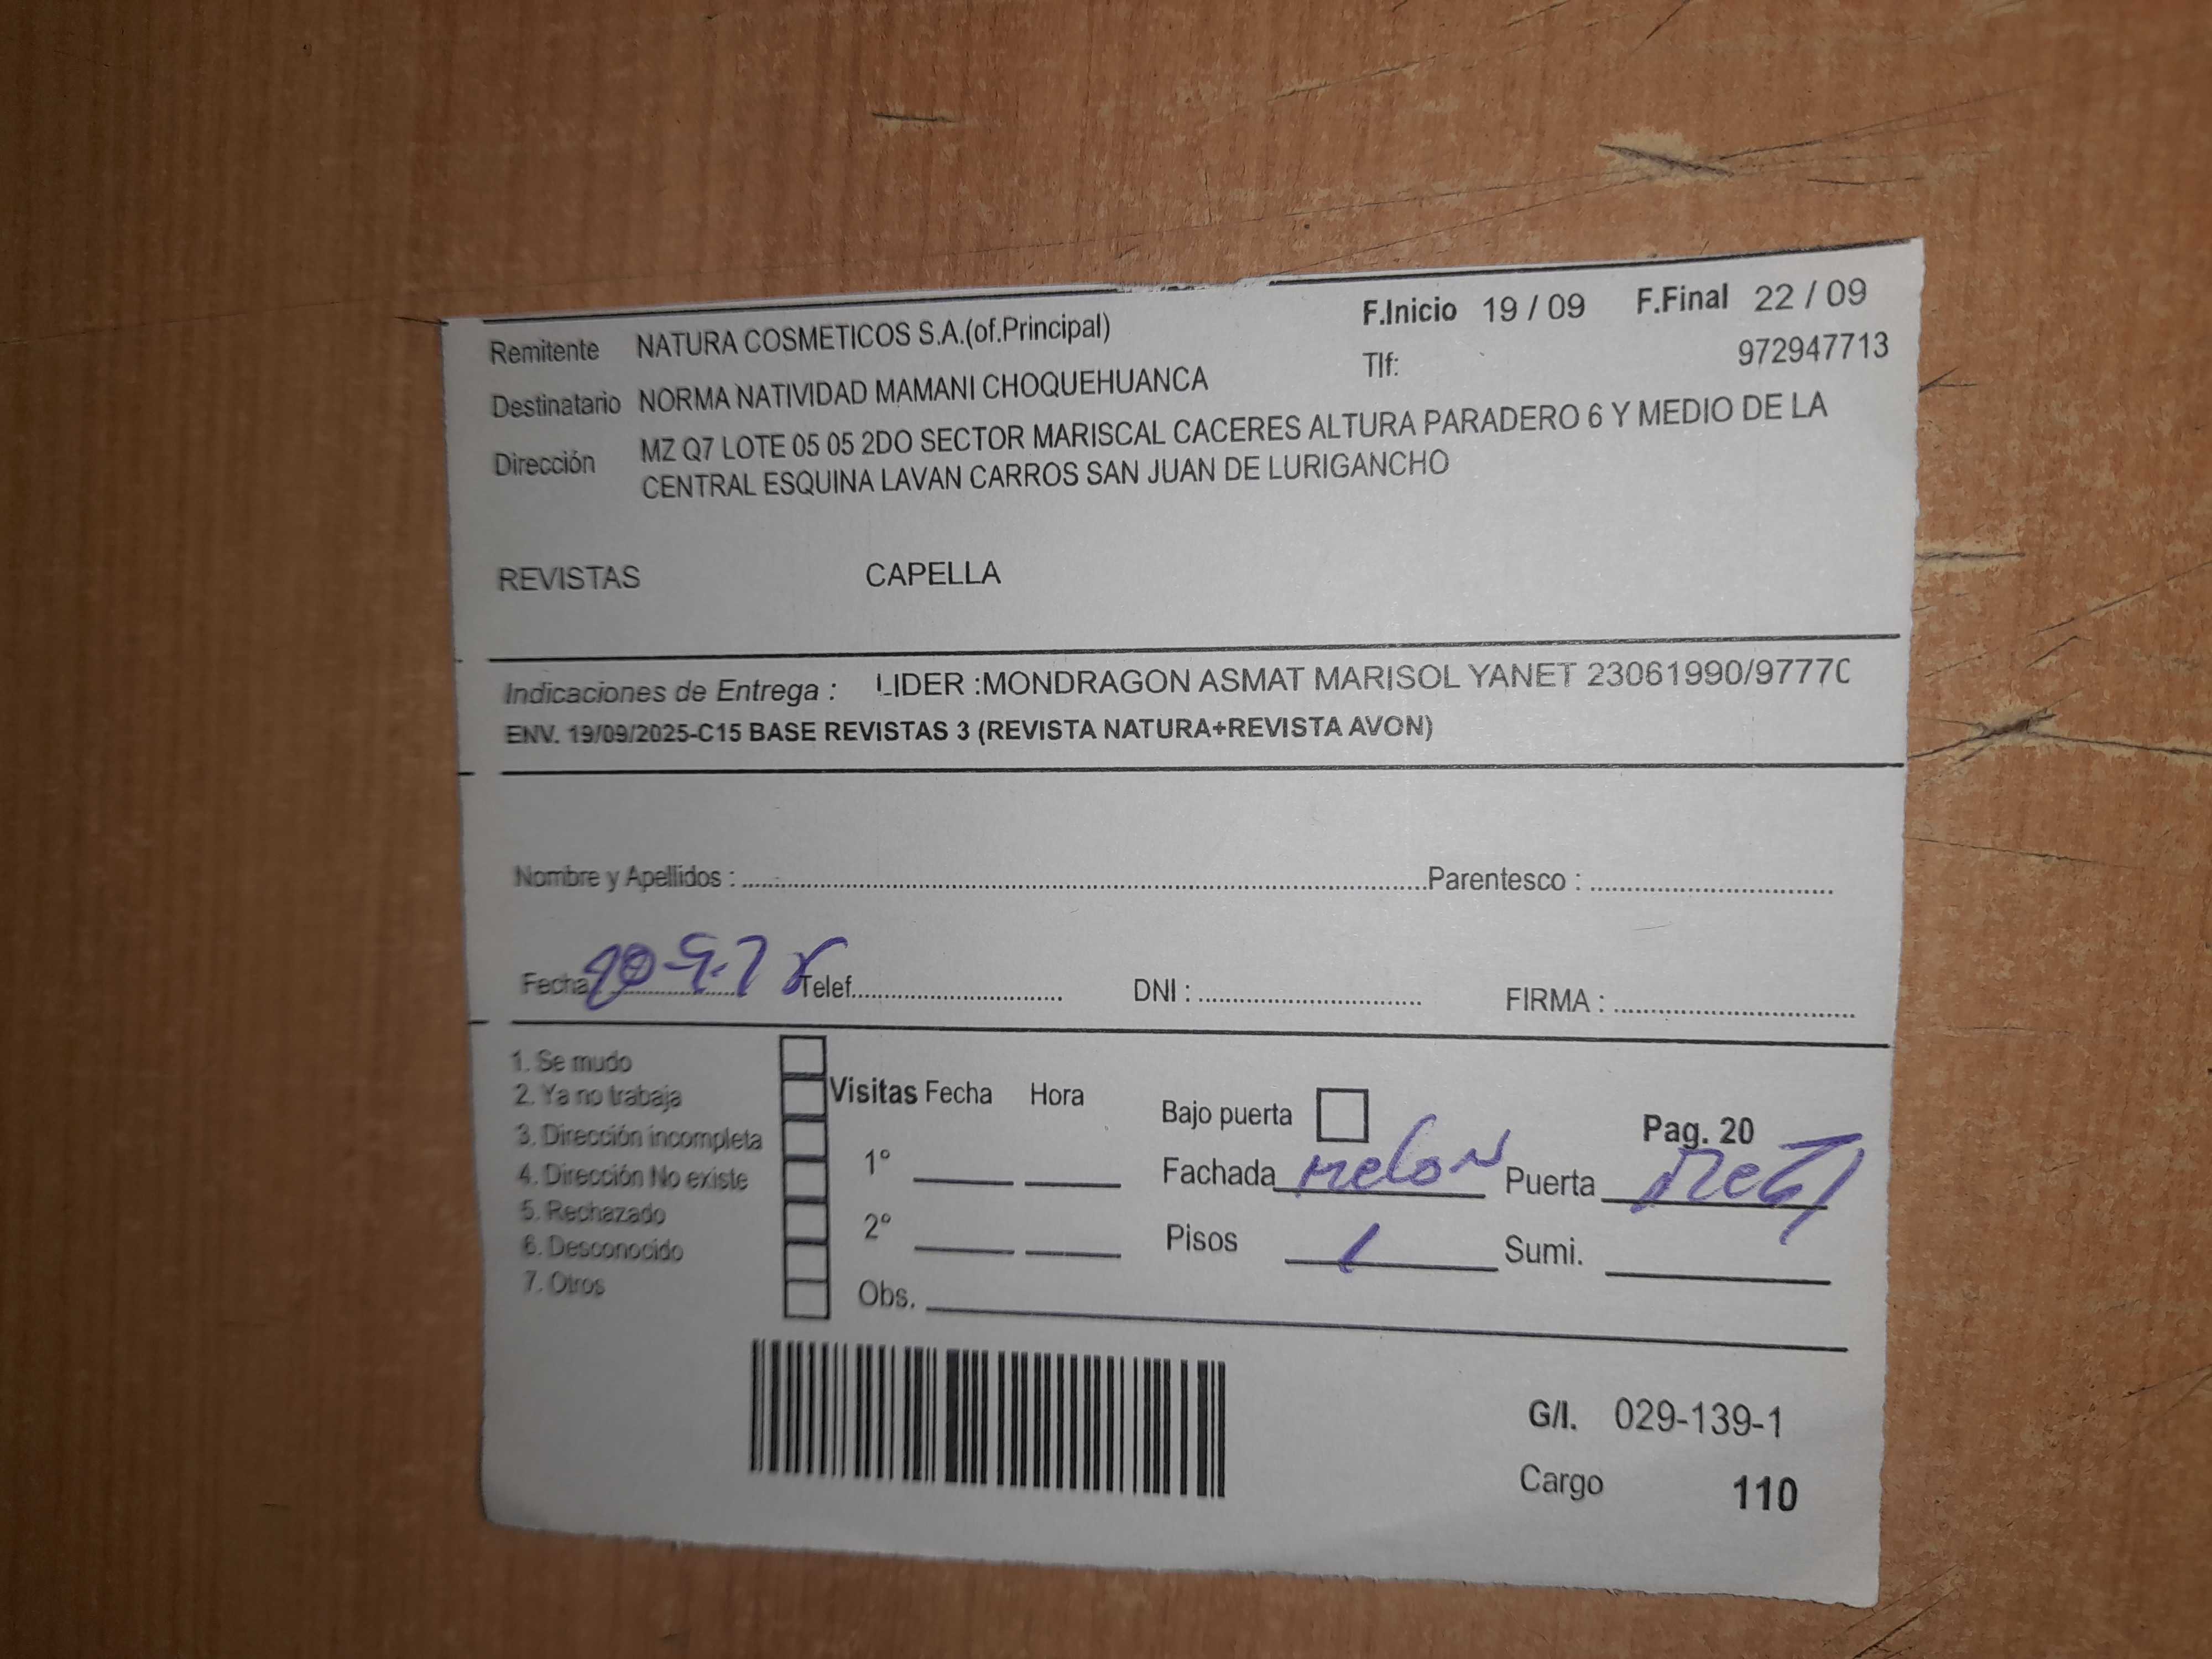 Remitente NATURA COSMETICOS S.A.(of.Principal) F.Inicio 19 / 09 F.Final 22 / 09
Tlf: 972947713
Destinatario NORMA NATIVIDAD MAMANI CHOQUEHUANCA
Dirección MZ Q7 LOTE 05 05 2DO SECTOR MARISCAL CACERES ALTURA PARADERO 6 Y MEDIO DE LA
CENTRAL ESQUINA LAVAN CARROS SAN JUAN DE LURIGANCHO
REVISTAS CAPELLA
Indicaciones de Entrega : LIDER :MONDRAGON ASMAT MARISOL YANET 23061990/9777
ENV. 19/09/2025-C15 BASE REVISTAS 3 (REVISTA NATURA+REVISTA AVON)
Nombre y Apellidos : Parentesco :
Fecha Telef. DNI : FIRMA :
1. Se mudo
2. Ya no trabaja
3. Dirección incompleta
4. Dirección No existe
5. Rechazado
6. Desconocido
7. Otros
Visitas Fecha Hora
1°
2°
Obs.
Bajo puerta Pag. 20
Fachada melon Puerta
Pisos 1 Sumi.
G/I. 029-139-1
Cargo 110